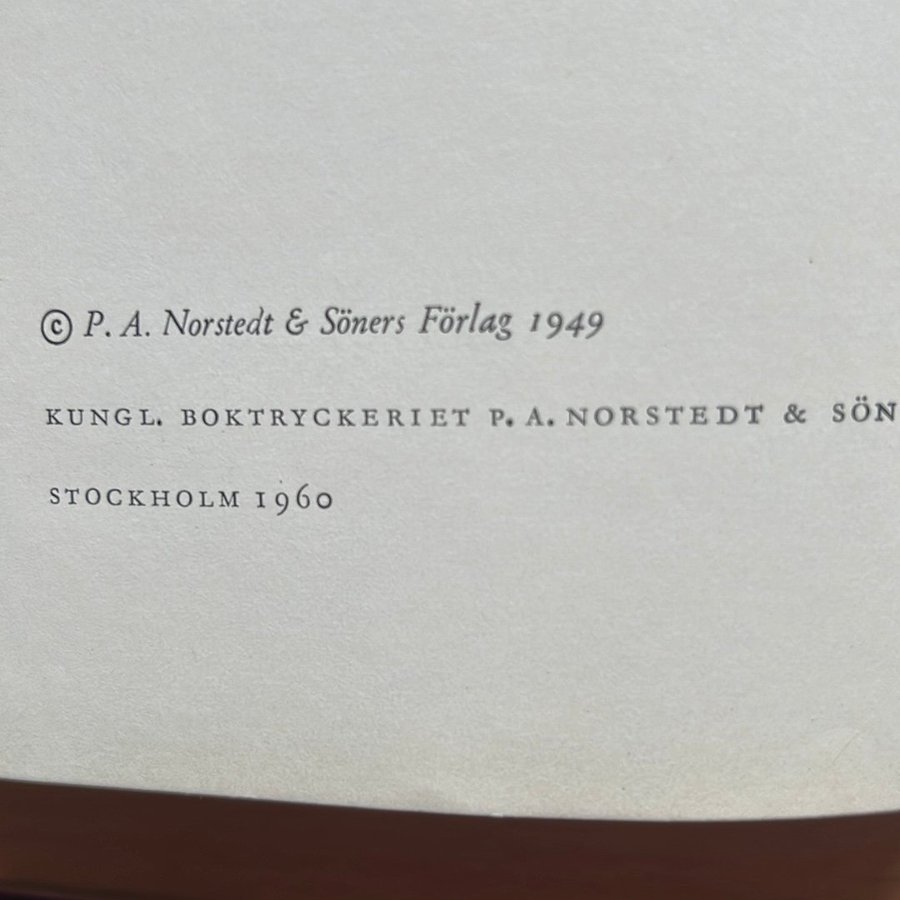 © P. A. Norstedt & Söners Förlag 1949
KUNGL. BOKTRYCKERIET P. A. NORSTEDT & SÖN
STOCKHOLM 1960